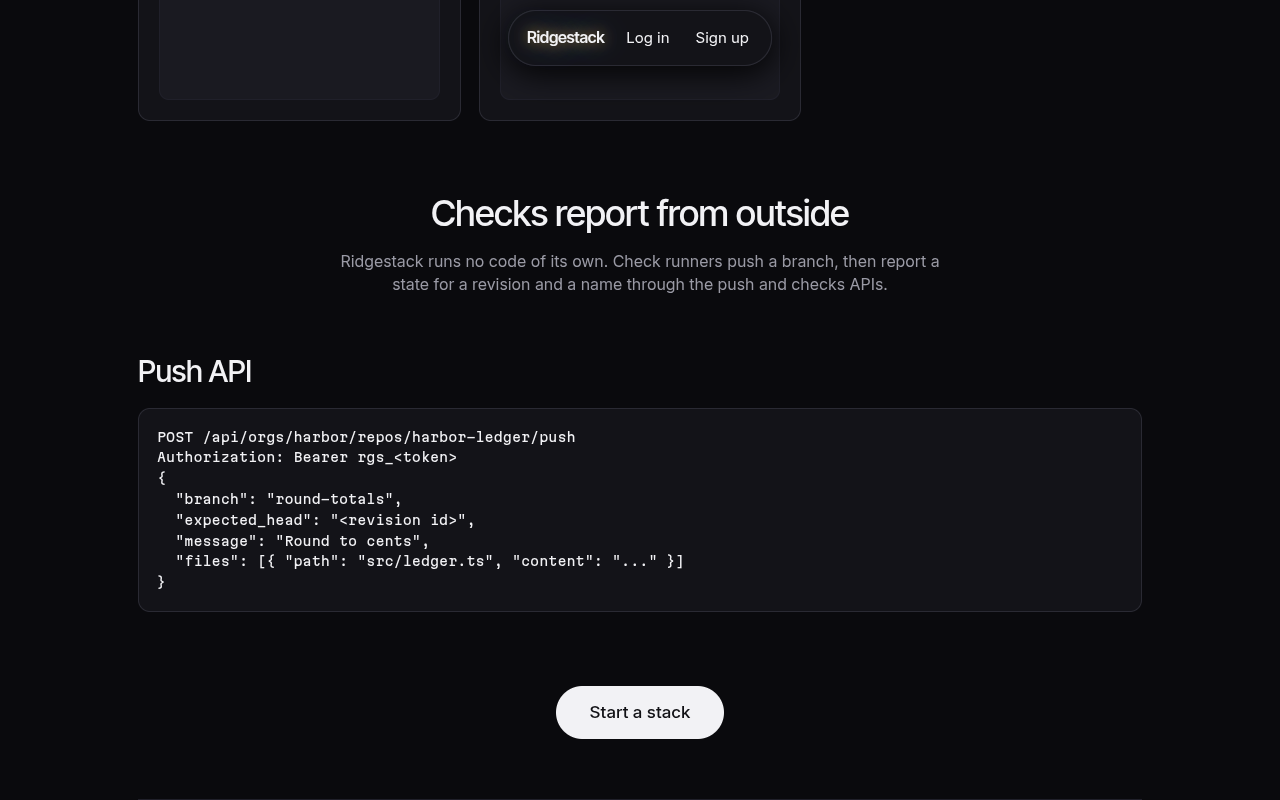 Ridgestack Log in Sign up
Checks report from outside
Ridgestack runs no code of its own. Check runners push a branch, then report a
state for a revision and a name through the push and checks APIs.
Push API
POST /api/orgs/harbor/repos/harbor-ledger/push
Authorization: Bearer rgs_<token>
{
  "branch": "round-totals",
  "expected_head": "<revision id>",
  "message": "Round to cents",
  "files": [{ "path": "src/ledger.ts", "content": "..." }]
}
Start a stack